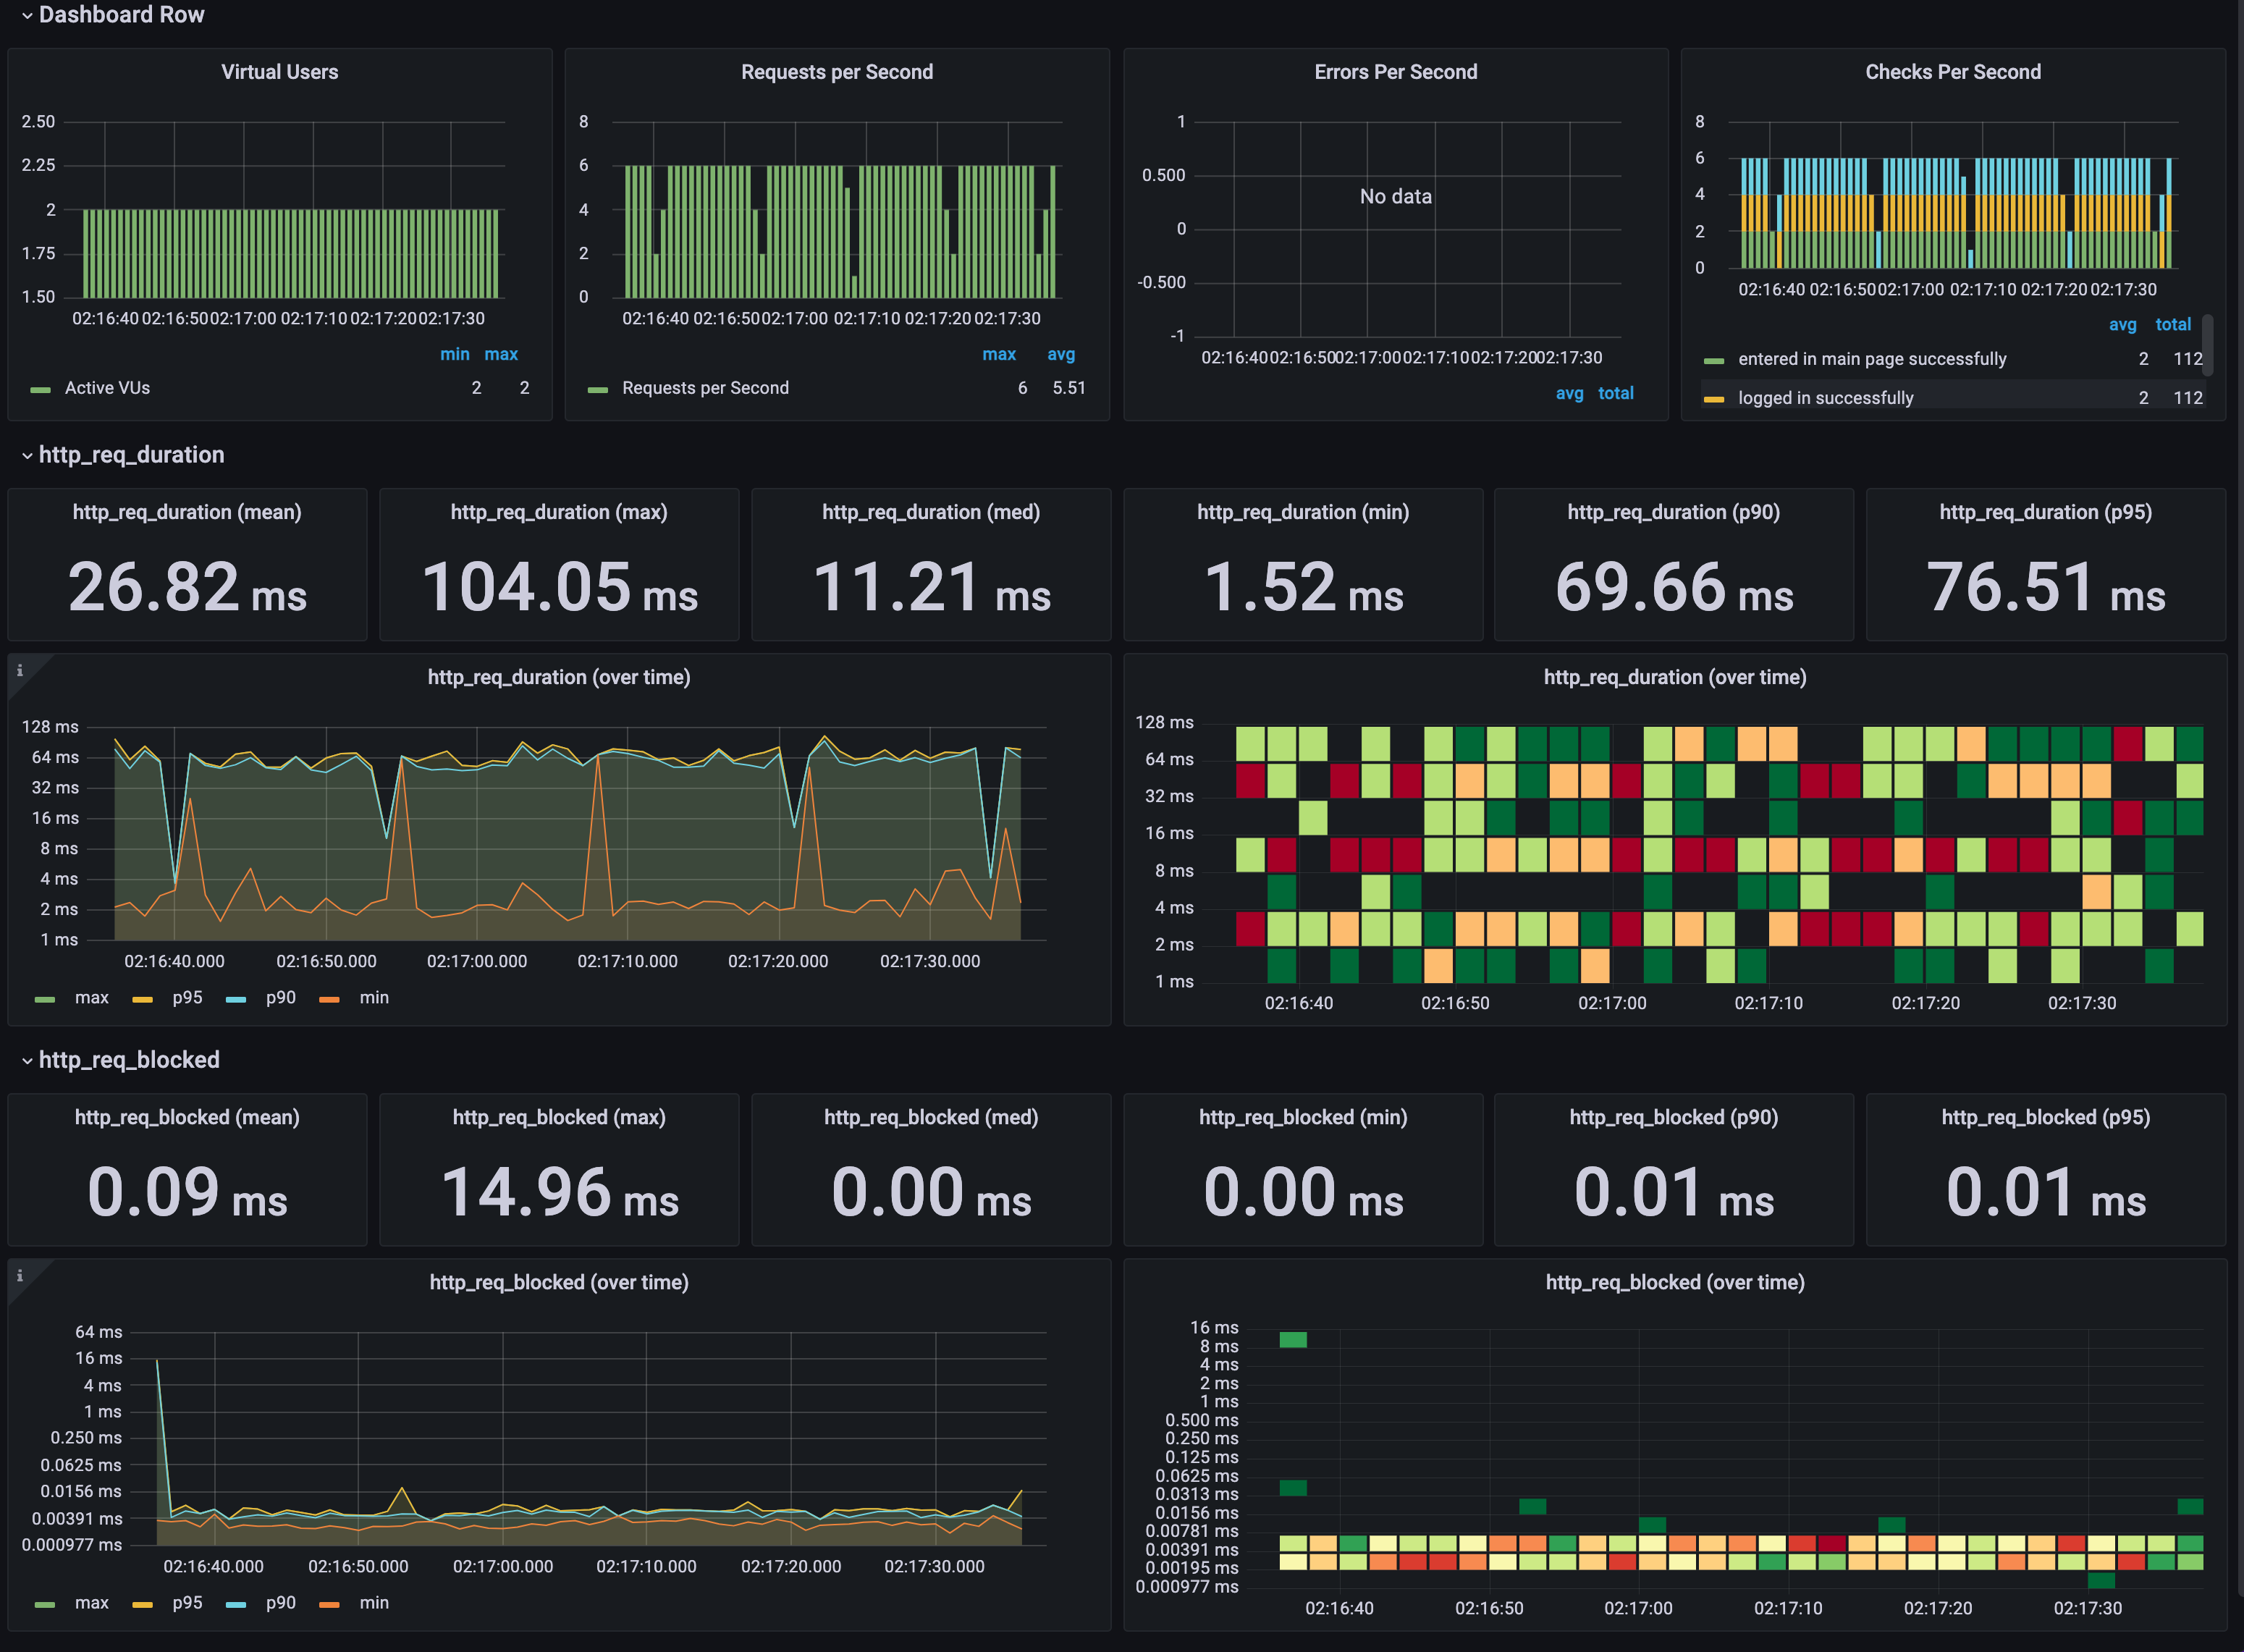 Dashboard Row
Virtual Users
2.50
2.25
2
1.75
1.50
02:16:40 02:16:50 02:17:00 02:17:10 02:17:20 02:17:30
min max
Active VUs 2 2
Requests per Second
8
6
4
2
0
02:16:40 02:16:50 02:17:00 02:17:10 02:17:20 02:17:30
max avg
Requests per Second 6 5.51
Errors Per Second
1
0.500
0
-0.500
-1
No data
02:16:40 02:16:50 02:17:00 02:17:10 02:17:20 02:17:30
avg total
Checks Per Second
8
6
4
2
0
02:16:40 02:16:50 02:17:00 02:17:10 02:17:20 02:17:30
avg total
entered in main page successfully 2 112
logged in successfully 2 112
http_req_duration
http_req_duration (mean)
26.82 ms
http_req_duration (max)
104.05 ms
http_req_duration (med)
11.21 ms
http_req_duration (min)
1.52 ms
http_req_duration (p90)
69.66 ms
http_req_duration (p95)
76.51 ms
i
http_req_duration (over time)
128 ms
64 ms
32 ms
16 ms
8 ms
4 ms
2 ms
1 ms
02:16:40.000 02:16:50.000 02:17:00.000 02:17:10.000 02:17:20.000 02:17:30.000
max p95 p90 min
http_req_duration (over time)
128 ms
64 ms
32 ms
16 ms
8 ms
4 ms
2 ms
1 ms
02:16:40 02:16:50 02:17:00 02:17:10 02:17:20 02:17:30
http_req_blocked
http_req_blocked (mean)
0.09 ms
http_req_blocked (max)
14.96 ms
http_req_blocked (med)
0.00 ms
http_req_blocked (min)
0.00 ms
http_req_blocked (p90)
0.01 ms
http_req_blocked (p95)
0.01 ms
i
http_req_blocked (over time)
64 ms
16 ms
4 ms
1 ms
0.250 ms
0.0625 ms
0.0156 ms
0.00391 ms
0.000977 ms
02:16:40.000 02:16:50.000 02:17:00.000 02:17:10.000 02:17:20.000 02:17:30.000
max p95 p90 min
http_req_blocked (over time)
16 ms
8 ms
4 ms
2 ms
1 ms
0.500 ms
0.250 ms
0.125 ms
0.0625 ms
0.0313 ms
0.0156 ms
0.00781 ms
0.00391 ms
0.00195 ms
0.000977 ms
02:16:40 02:16:50 02:17:00 02:17:10 02:17:20 02:17:30